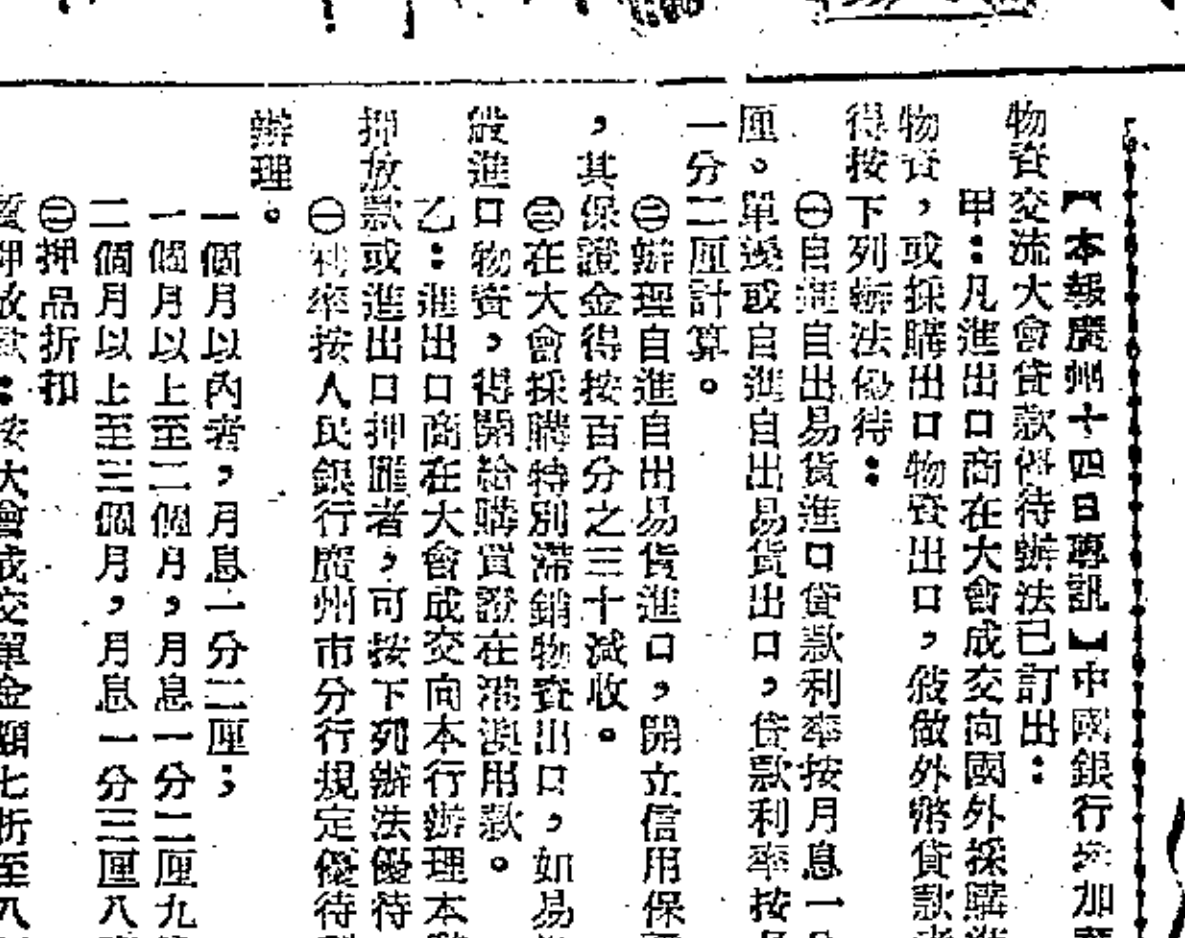 【本報廣州十四日專訊】中國銀行參加
物資交流大會貸款優待辦法已訂出：
甲：凡進出口商在大會成交向國外採購進
物資，或採購出口物資出口，敍做外幣貸款
得按下列辦法優待：
㊀自進自出易貨進口貸款利率按月息一
厘。單邊或自進自出易貨出口，貸款利率按
一分二厘計算。
㊁辦理自進自出易貨進口，開立信用保
，其保證金得按百分之三十減收。
㊂在大會採購特別滯銷物資出口，如易
進口物資，得開給購買證在港澳用款。
乙：進出口商在大會成交向本行辦理本
押放款或進出口押匯者，可按下列辦法優待
㊀利率按人民銀行廣州市分行規定優待
辦理。
一個月以內者，月息一分二厘；
一個月以上至二個月，月息一分二厘九
二個月以上至三個月，月息一分三厘八
㊁押品折扣
質押放款：按大會成交單金額七折至八